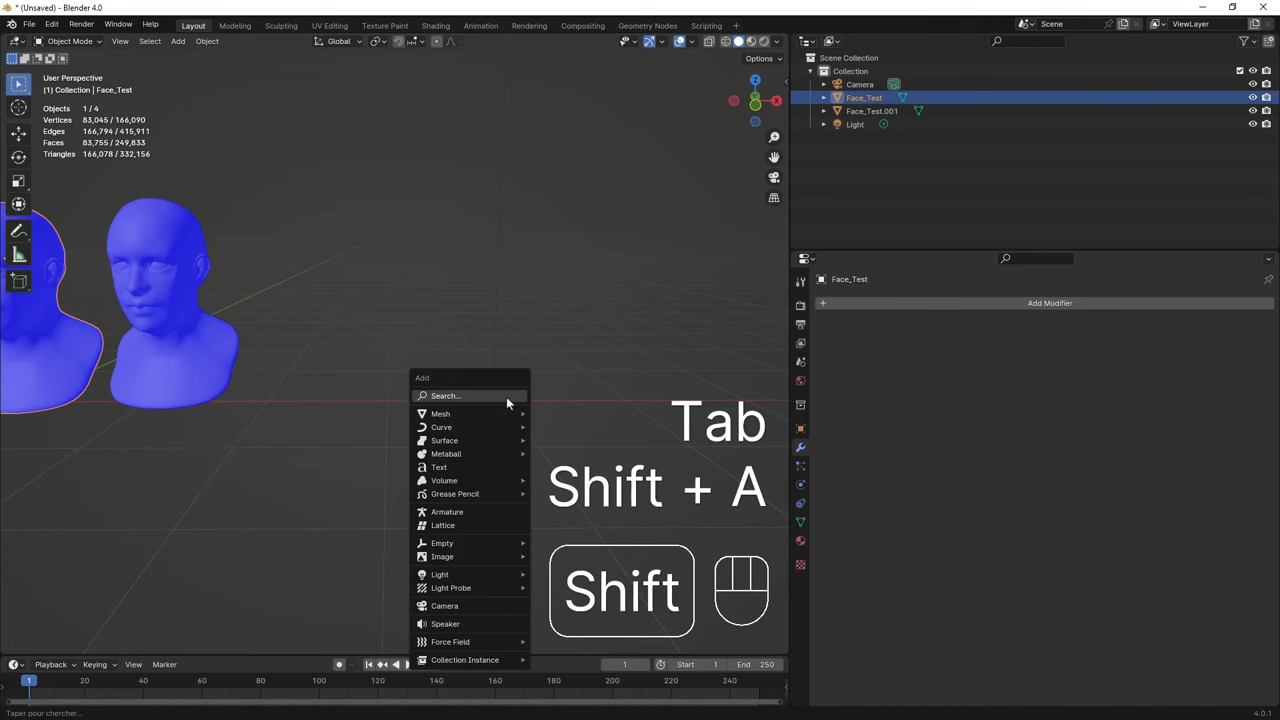 * (Unsaved) - Blender 4.0
File Edit Render Window Help Layout Modeling Sculpting UV Editing Texture Paint Shading Animation Rendering Compositing Geometry Nodes Scripting + Scene ViewLayer
Object Mode View Select Add Object Global
Options
User Perspective
(1) Collection | Face_Test
Objects 1 / 4
Vertices 83,045 / 166,090
Edges 166,794 / 415,911
Faces 83,755 / 249,833
Triangles 166,078 / 332,156
Z
X
Scene Collection
Collection
Camera
Face_Test
Face_Test.001
Light
Face_Test
+ Add Modifier
Add
Search...
Mesh
Curve
Surface
Metaball
Text
Volume
Grease Pencil
Armature
Lattice
Empty
Image
Light
Light Probe
Camera
Speaker
Force Field
Collection Instance
Tab
Shift + A
Shift
Playback Keying View Marker 1 Start 1 End 250
1 20 40 60 80 100 120 140 160 180 200 220 240
Taper pour chercher...
4.0.1